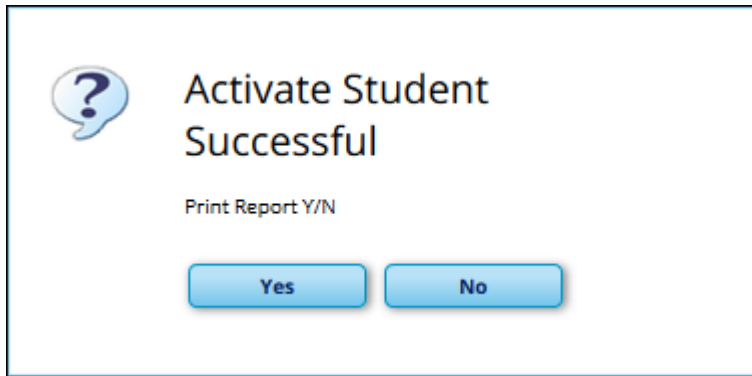 Activate Student
Successful
Print Report Y/N
Yes No